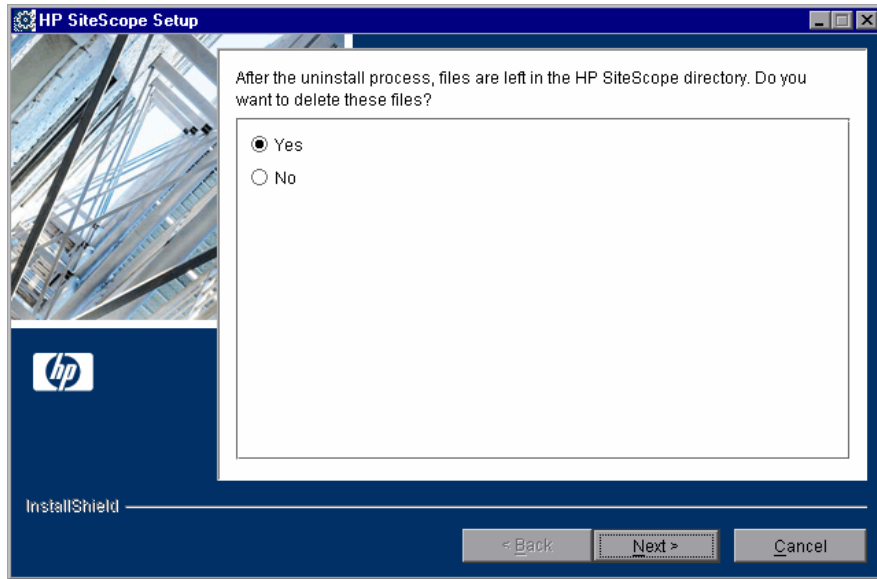 HP SiteScope Setup
After the uninstall process, files are left in the HP SiteScope directory. Do you
want to delete these files?
Yes
No
hp
InstallShield
< Back
Next >
Cancel